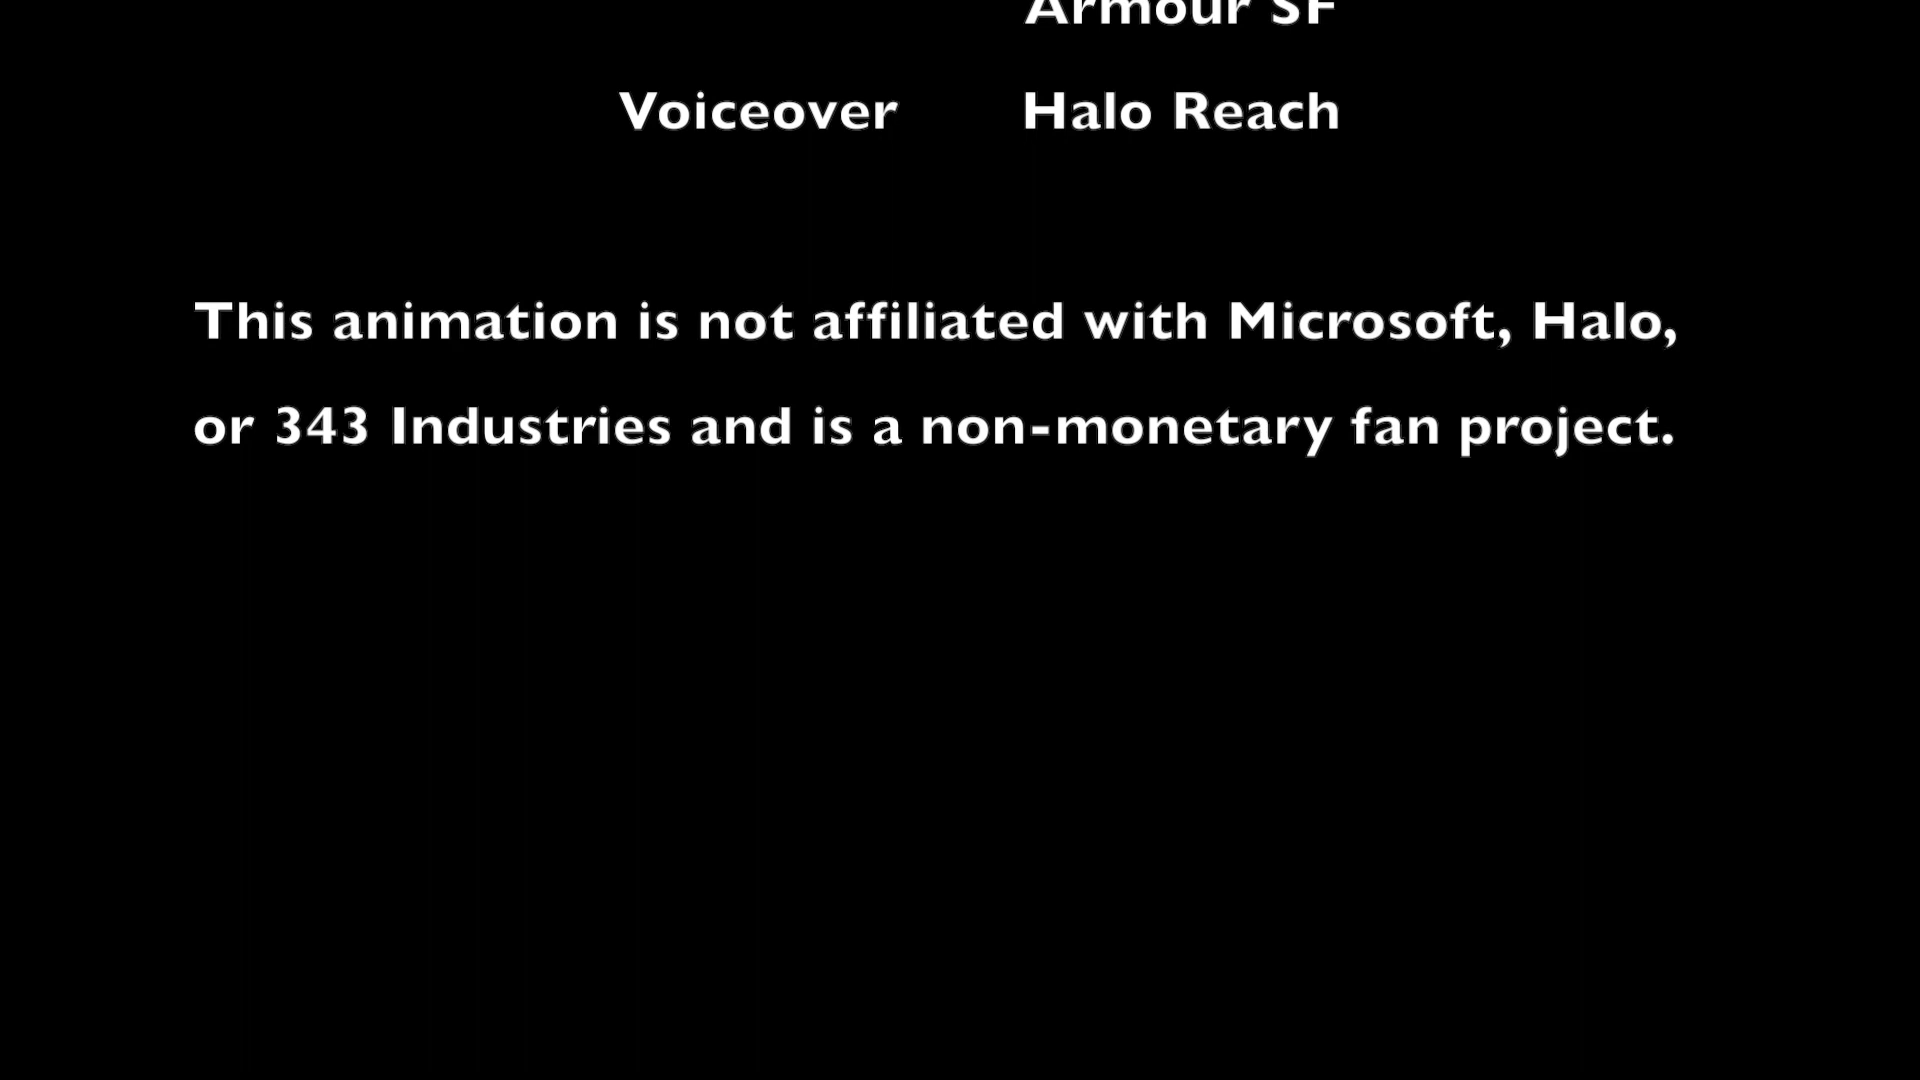 Armour SF
Voiceover Halo Reach
This animation is not affiliated with Microsoft, Halo,
or 343 Industries and is a non-monetary fan project.